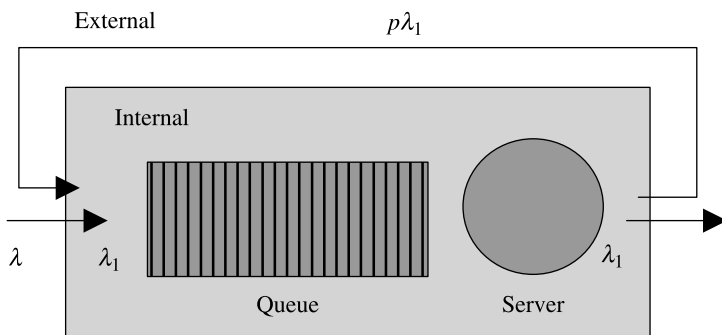 External
pλ₁
Internal
λ
λ₁
λ₁
Queue
Server